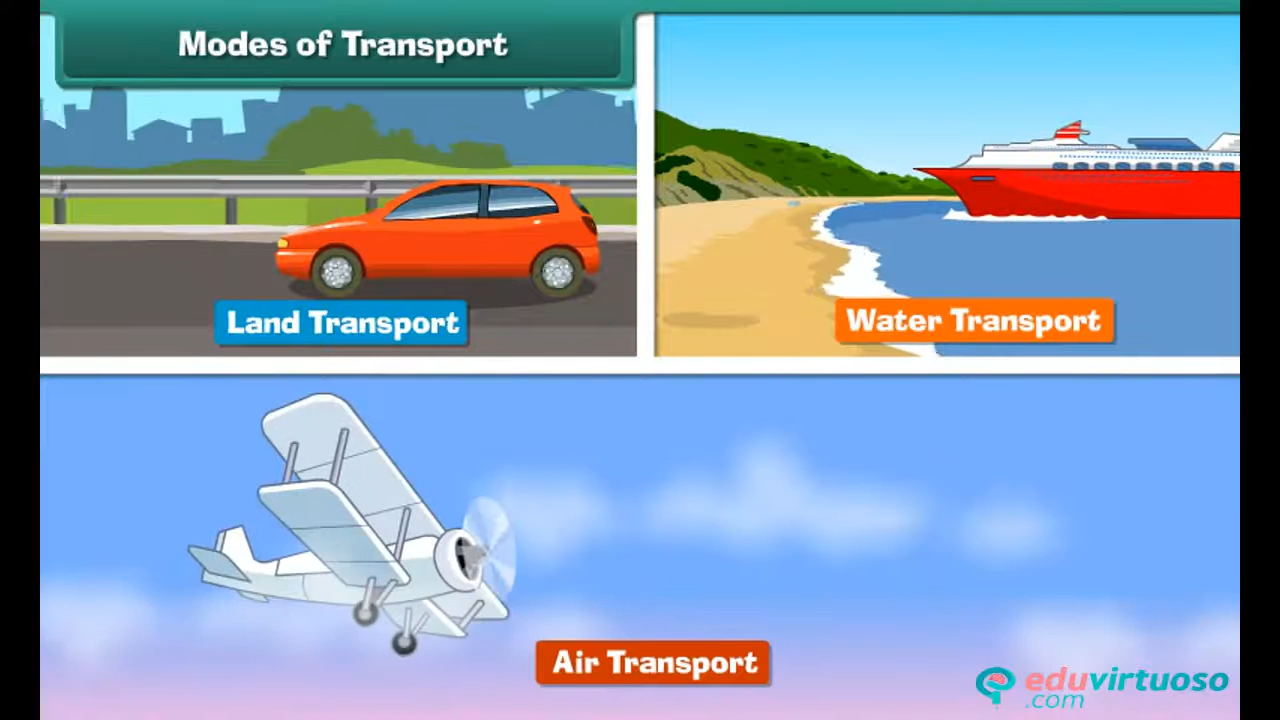 Modes of Transport
Land Transport
Water Transport
Air Transport
eduvirtuoso
.com